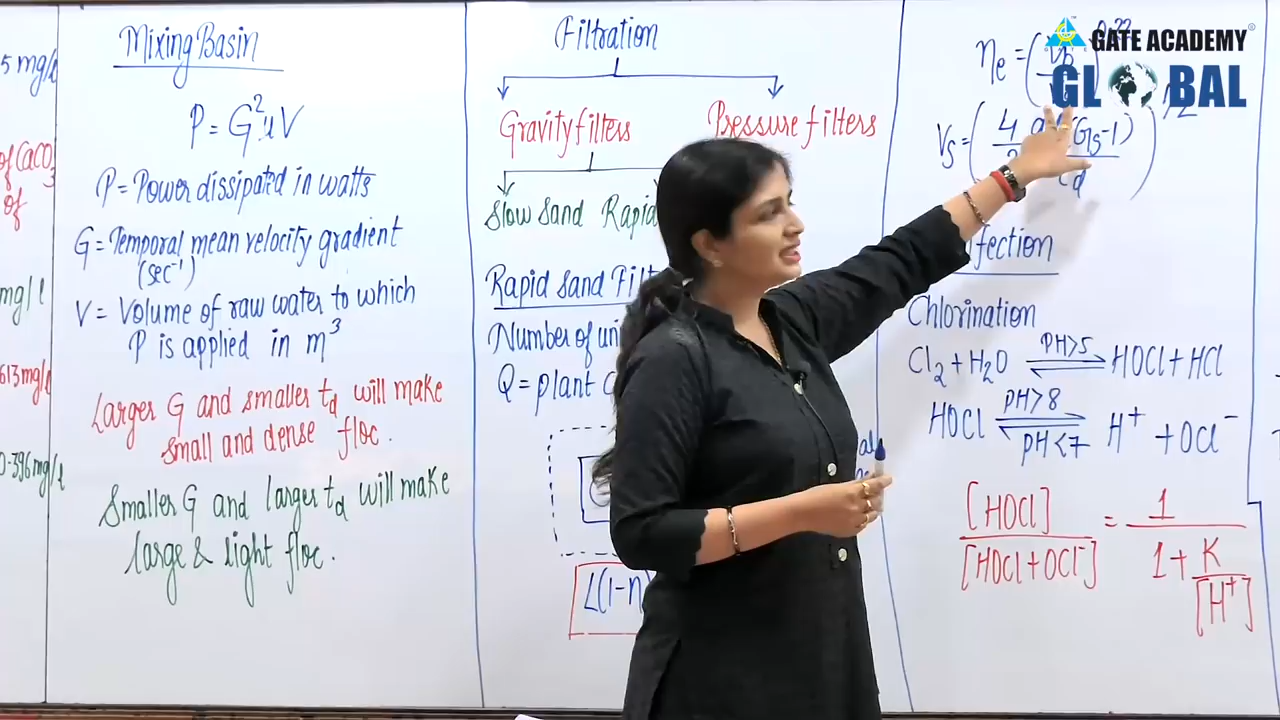 5 mg/l
of CaCO3
of
mg/l
613 mg/l
0.396 mg/l
Mixing Basin
P = G²μV
P = Power dissipated in watts
G = Temporal mean velocity gradient
(sec⁻¹)
V = Volume of raw water to which
P is applied in m³
Larger G and smaller td will make
small and dense floc.
Smaller G and larger td will make
large & light floc.
Filtration
Gravity filters Pressure filters
Slow Sand Rapid
Rapid Sand Fil
Number of uni
Q = plant
L(1-n
ηe =
Vs = ( 4 (Gs-1) )
Chlorination
Cl2 + H2O PH>5 HOCl + HCl
HOCl PH>8 H⁺ + OCl⁻
PH<7
[HOCl] / [HOCl + OCl⁻] = 1 / 1 + K / [H⁺]
GATE ACADEMY®
GLOBAL